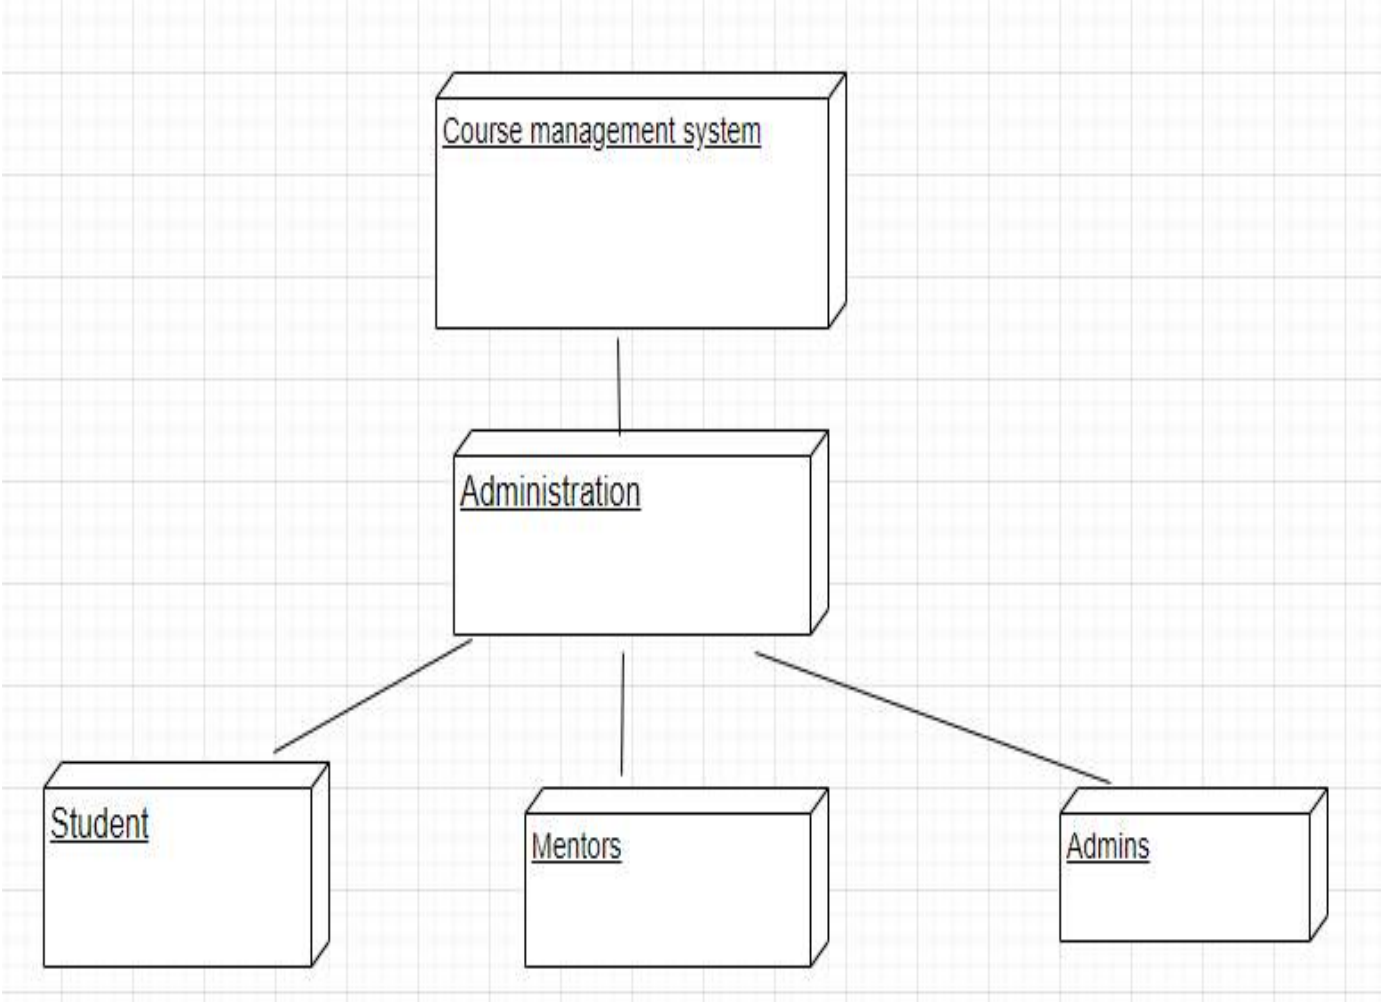 Course management system
Administration
Student
Mentors
Admins